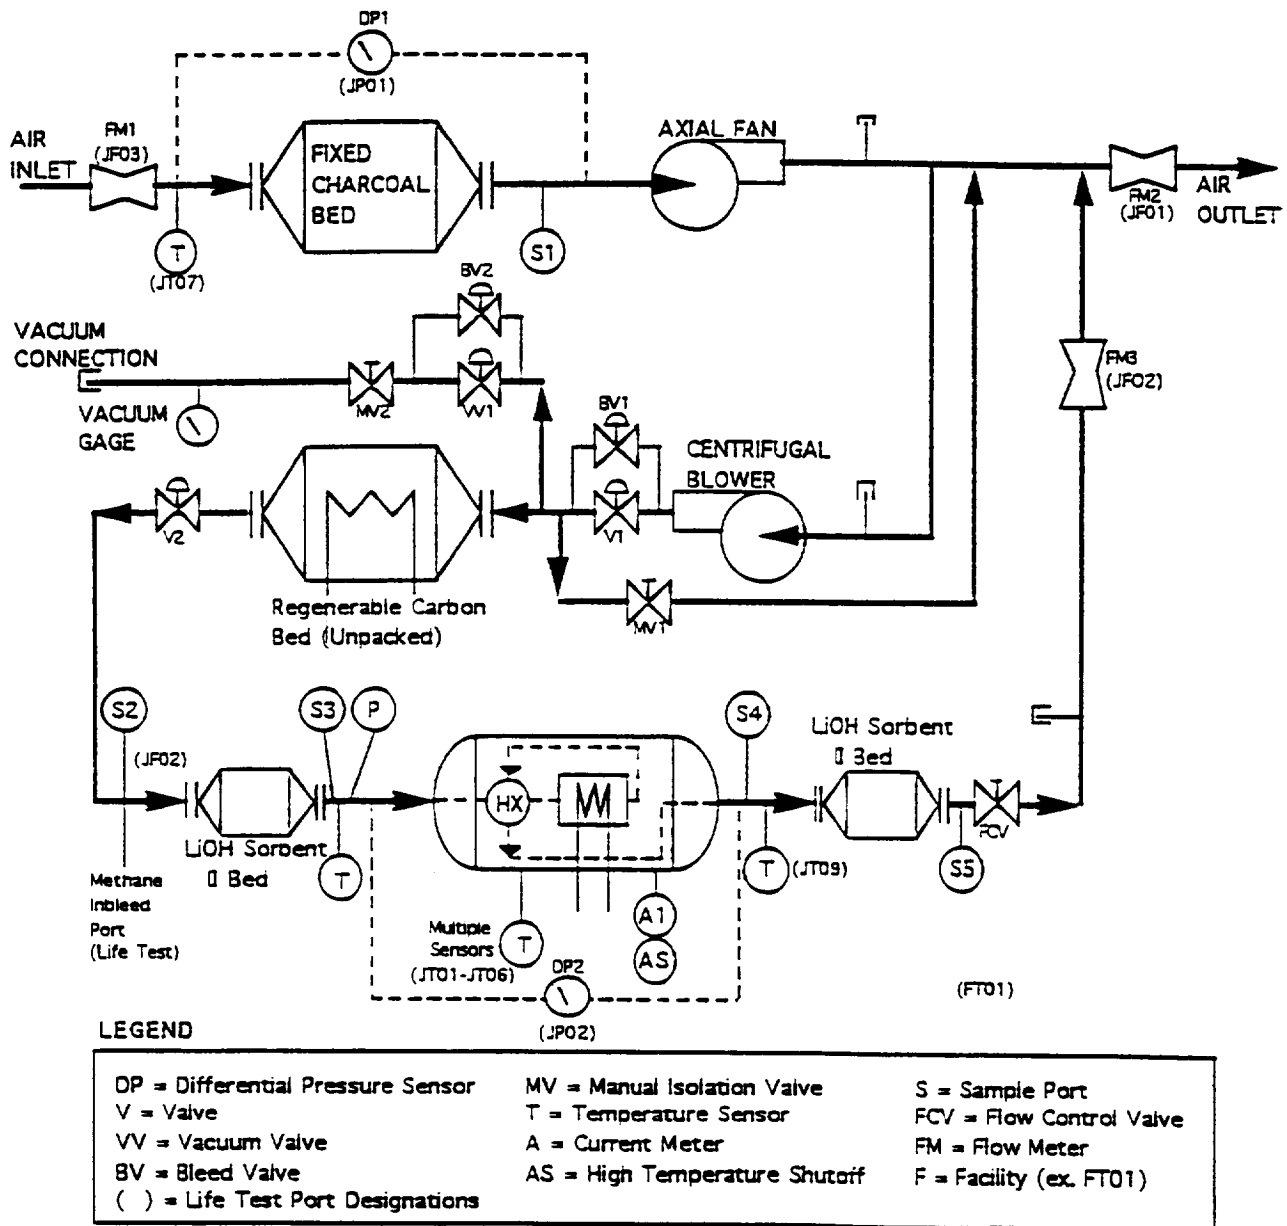 DP1
(JP01)
AIR
INLET
FM1
(JF03)
FIXED
CHARCOAL
BED
AXIAL FAN
FM2
(JF01)
AIR
OUTLET
T
(JT07)
S1
BV2
VACUUM
CONNECTION
MV2
VV1
VACUUM
GAGE
BV1
CENTRIFUGAL
BLOWER
FM3
(JF02)
V2
V1
Regenerable Carbon
Bed (Unpacked)
MV1
S2
S3
P
S4
LiOH Sorbent
Bed
(JF02)
HX
FCV
LiOH Sorbent
Bed
T
T
(JT09)
S5
Methane
Inbleed
Port
(Life Test)
A1
Multiple
Sensors
T
(JT01-JT06)
AS
DP2
(JP02)
(FT01)
LEGEND
DP = Differential Pressure Sensor
V = Valve
VV = Vacuum Valve
BV = Bleed Valve
( ) = Life Test Port Designations
MV = Manual Isolation Valve
T = Temperature Sensor
A = Current Meter
AS = High Temperature Shutoff
S = Sample Port
FCV = Flow Control Valve
FM = Flow Meter
F = Facility (ex. FT01)